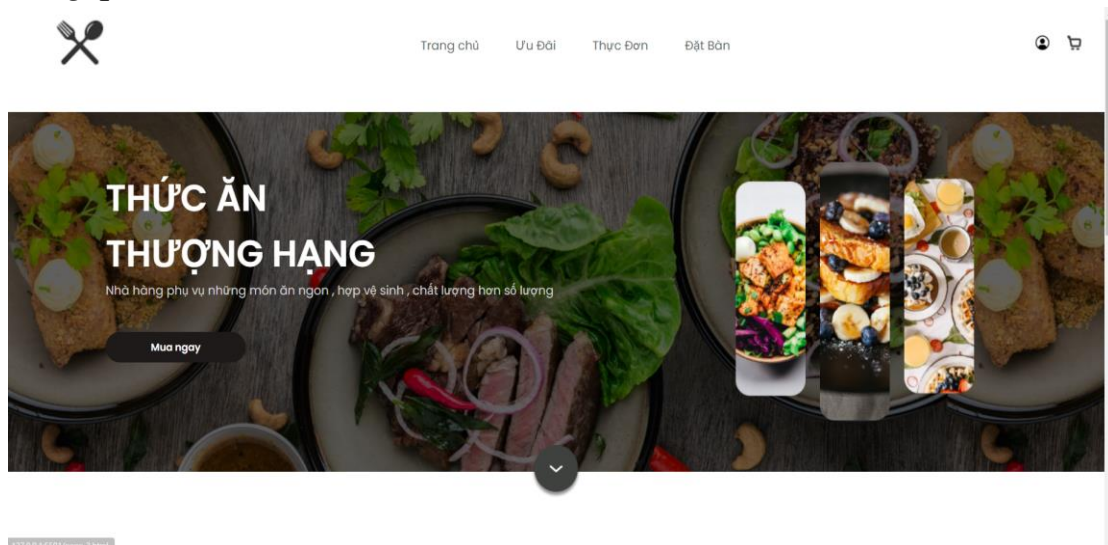 Trang chủ Ưu Đãi Thực Đơn Đặt Bàn
THỨC ĂN
THƯỢNG HẠNG
Nhà hàng phụ vụ những món ăn ngon , hợp vệ sinh , chất lượng hơn số lượng
Mua ngay